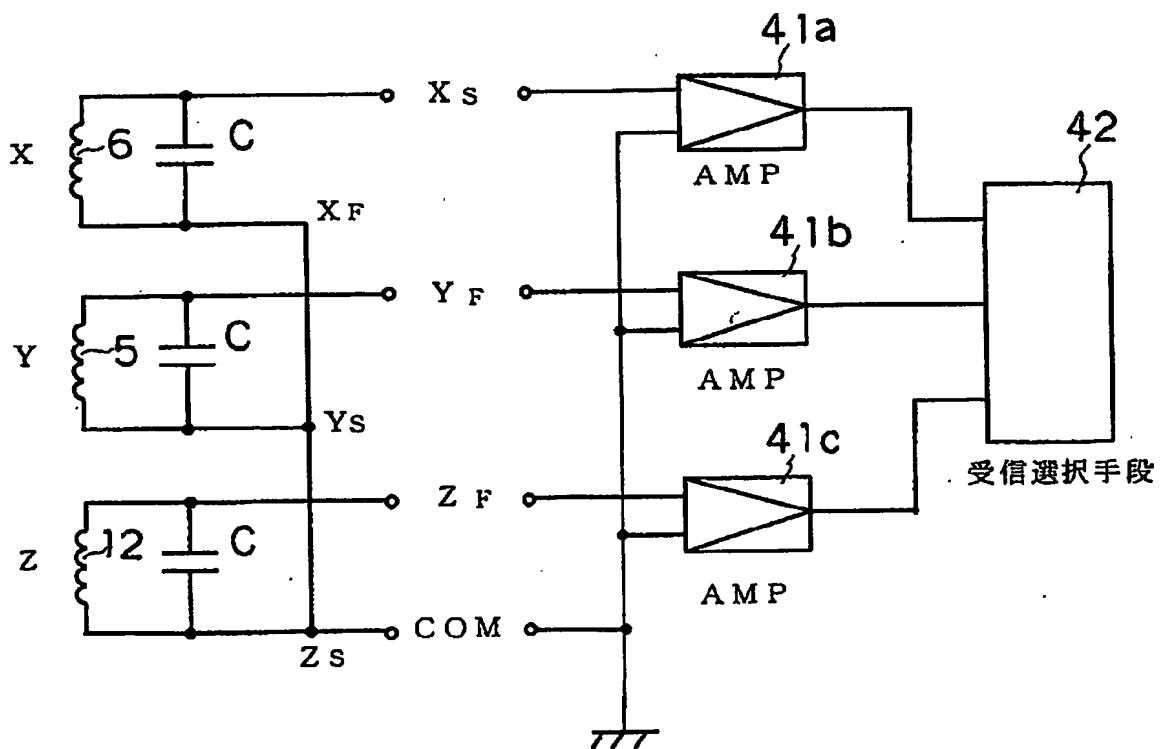 41a
XS
6
C
X
AMP
42
XF
41b
YF
5
C
Y
AMP
YS
41c
受信選択手段
ZF
12
C
Z
AMP
COM
ZS